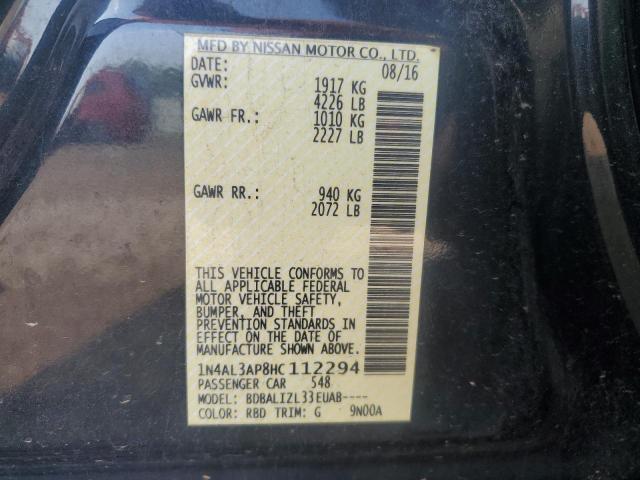 MFD BY NISSAN MOTOR CO., LTD.
DATE: 08/16
GVWR: 1917 KG
4226 LB
GAWR FR.: 1010 KG
2227 LB
GAWR RR.: 940 KG
2072 LB
THIS VEHICLE CONFORMS TO
ALL APPLICABLE FEDERAL
MOTOR VEHICLE SAFETY,
BUMPER, AND THEFT
PREVENTION STANDARDS IN
EFFECT ON THE DATE OF
MANUFACTURE SHOWN ABOVE.
1N4AL3AP8HC112294
PASSENGER CAR 548
MODEL: BDBALIZL33EUAB----
COLOR: RBD TRIM: G 9N00A